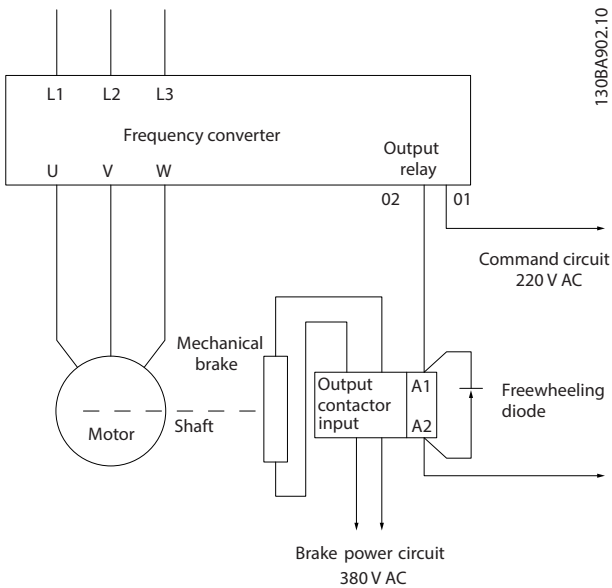 130BA902.10
L1 L2 L3
Frequency converter
U V W
Output
relay
02 01
Command circuit
220 V AC
Mechanical
brake
Output
contactor
input
A1
A2
Freewheeling
diode
Motor
Shaft
Brake power circuit
380 V AC